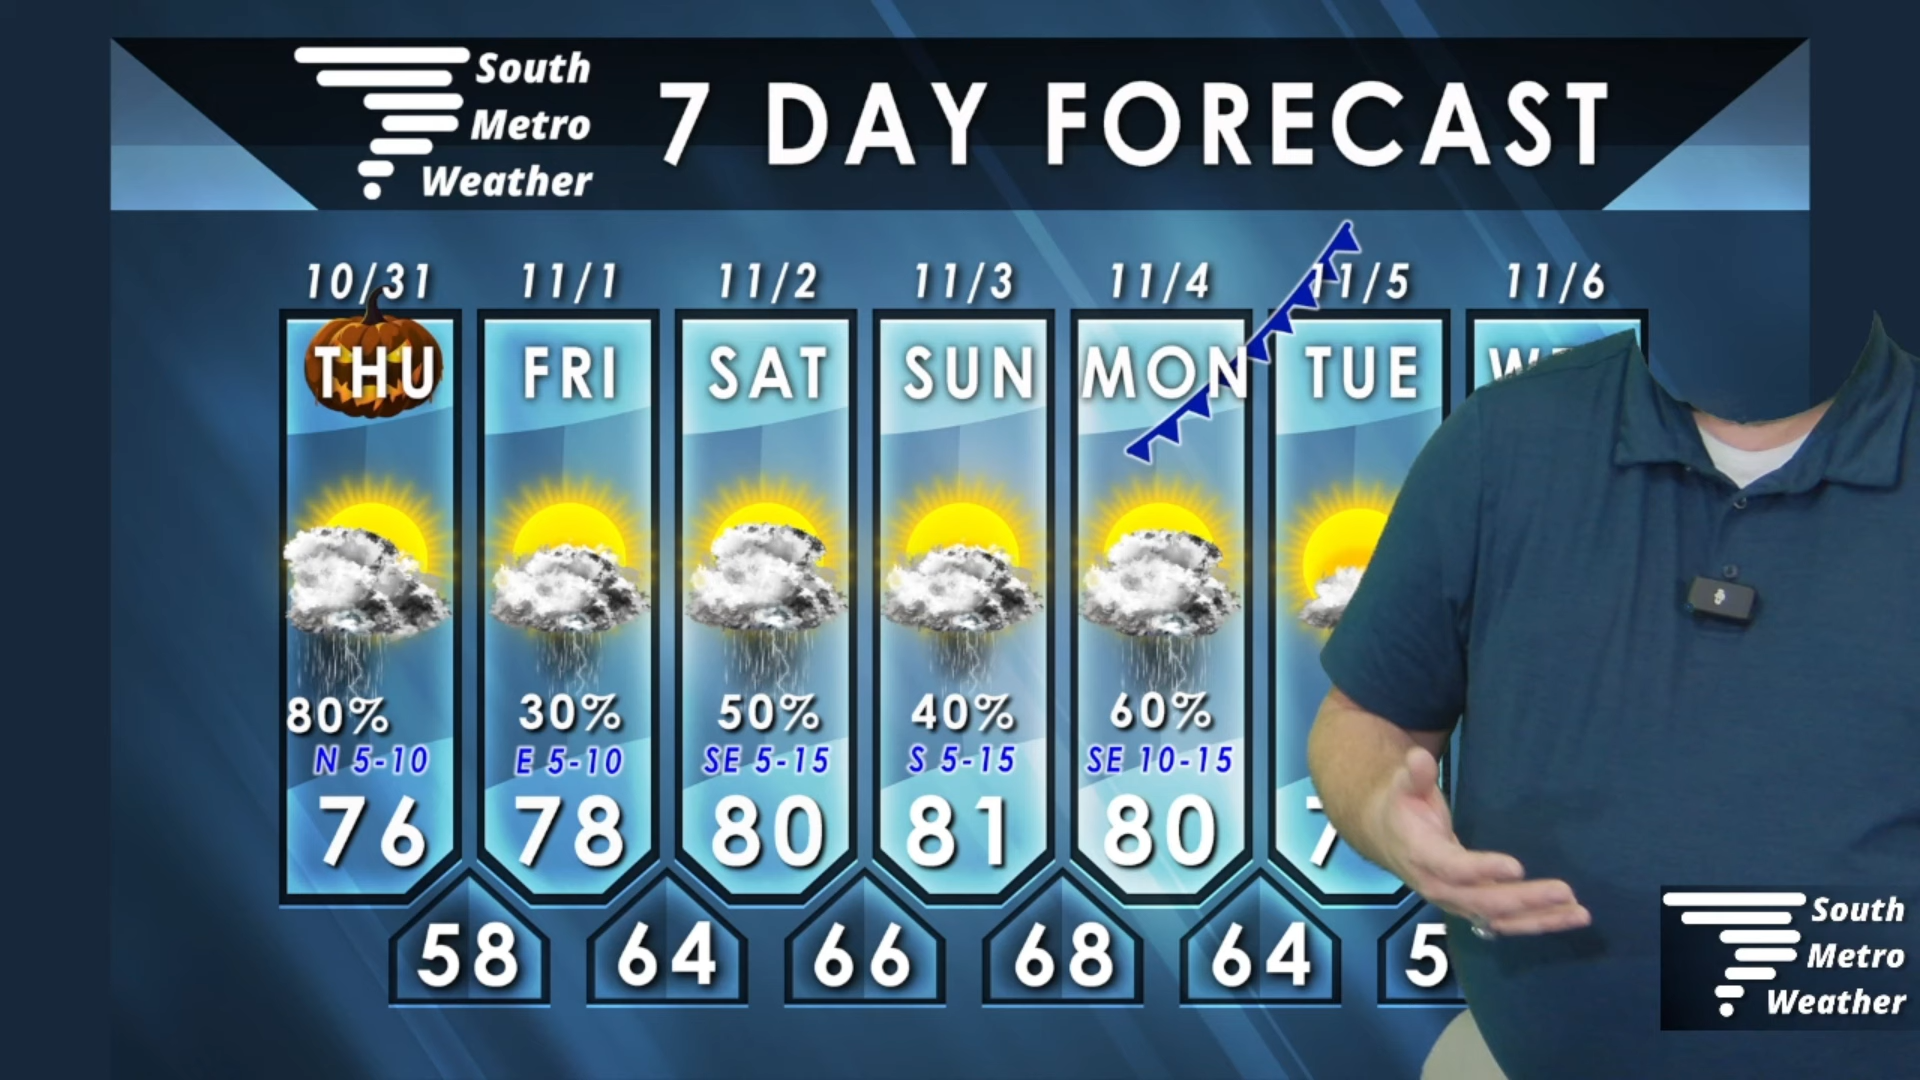 South
Metro
Weather
7 DAY FORECAST
10/31 11/1 11/2 11/3 11/4 11/5 11/6
THU FRI SAT SUN MON TUE
80% 30% 50% 40% 60%
N 5-10 E 5-10 SE 5-15 S 5-15 SE 10-15
76 78 80 81 80
58 64 66 68 64
South
Metro
Weather